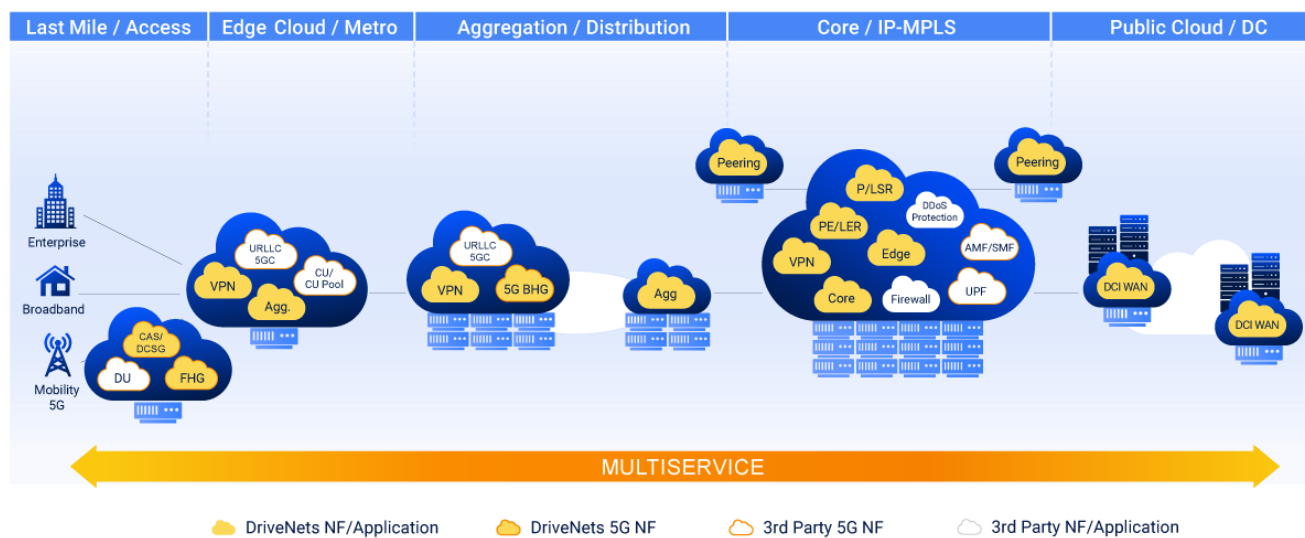 Last Mile / Access
Edge Cloud / Metro
Aggregation / Distribution
Core / IP-MPLS
Public Cloud / DC
Enterprise
Broadband
Mobility
5G
CAS/
DCSG
DU
FHG
URLLC
5GC
VPN
CU/
CU Pool
Agg.
URLLC
5GC
VPN
5G BHG
Agg
Peering
P/LSR
DDoS
Protection
PE/LER
AMF/SMF
VPN
Edge
Core
Firewall
UPF
Peering
DCI WAN
DCI WAN
MULTISERVICE
DriveNets NF/Application
DriveNets 5G NF
3rd Party 5G NF
3rd Party NF/Application